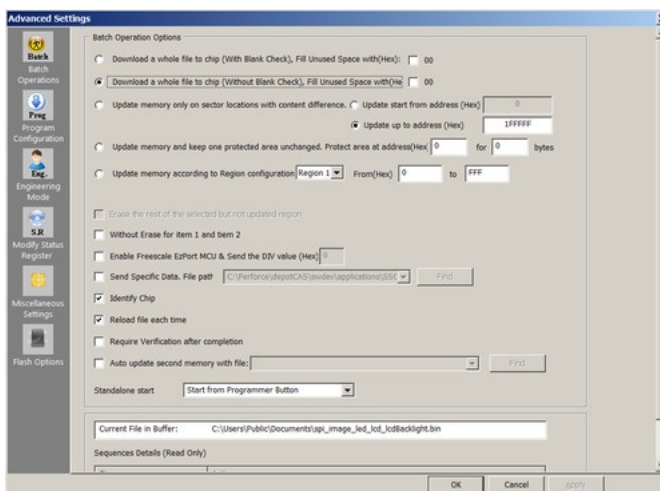 Advanced Settings
Batch
Batch
Operations
Prog
Program
Configuration
Eng.
Engineering
Mode
S.R
Modify Status
Register
Miscellaneous
Settings
Flash Options
Batch Operation Options
Download a whole file to chip (With Blank Check), Fill Unused Space with(Hex): 00
Download a whole file to chip (Without Blank Check), Fill Unused Space with(He 00
Update memory only on sector locations with content difference. Update start from address (Hex) 0
Update up to address (Hex) 1FFFFF
Update memory and keep one protected area unchanged. Protect area at address(Hex) 0 for 0 bytes
Update memory according to Region configuration Region 1 From(Hex) 0 to FFF
Erase the rest of the selected but not updated region
Without Erase for item 1 and tiem 2
Enable Freescale EzPort MCU & Send the DIV value (Hex) 0
Send Specific Data. File path C:\Perforce\depotCAS\swdev\applications\SSC Find
Identify Chip
Reload file each time
Require Verification after completion
Auto update second memory with file: Find
Standalone start Start from Programmer Button
Current File in Buffer: C:\Users\Public\Documents\spi_image_led_lcd_lcdBacklight.bin
Sequences Details (Read Only)
OK Cancel Apply